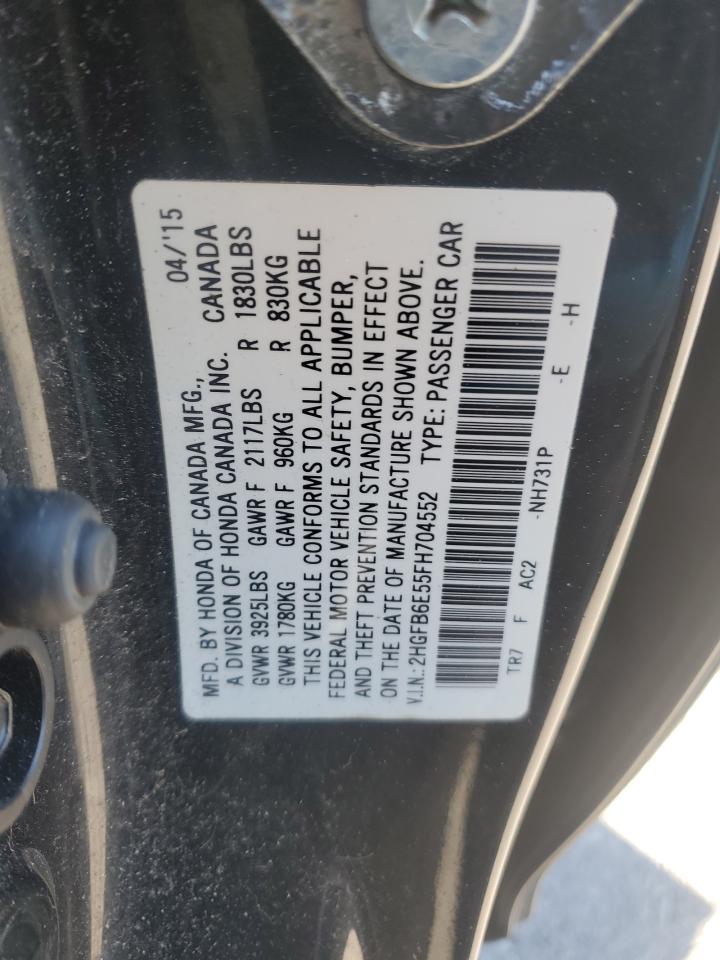 MFD. BY HONDA OF CANADA MFG., 04/'15
A DIVISION OF HONDA CANADA INC. CANADA
GVWR 3925LBS GAWR F 2117LBS R 1830LBS
GVWR 1780KG GAWR F 960KG R 830KG
THIS VEHICLE CONFORMS TO ALL APPLICABLE
FEDERAL MOTOR VEHICLE SAFETY, BUMPER,
AND THEFT PREVENTION STANDARDS IN EFFECT
ON THE DATE OF MANUFACTURE SHOWN ABOVE.
V.I.N.: 2HGFB6E55FH704552 TYPE: PASSENGER CAR
TR7 F AC2 -NH731P -E -H